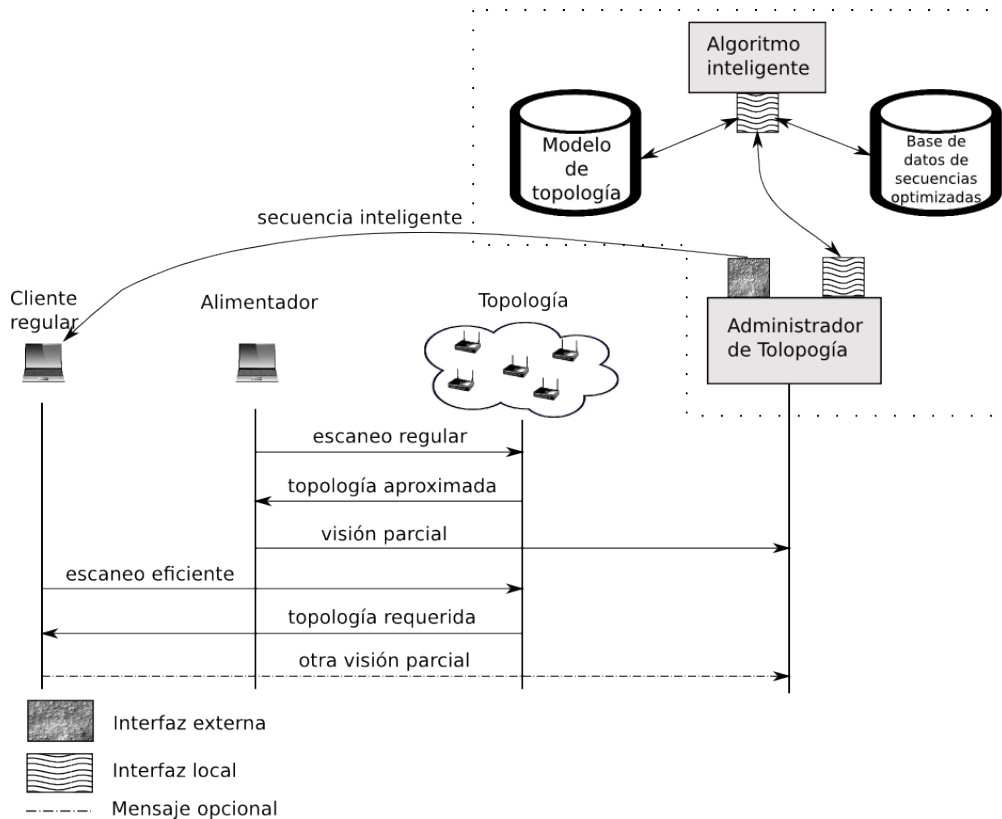 Algoritmo
inteligente
Modelo
de
topología
Base de
datos de
secuencias
optimizadas
secuencia inteligente
Cliente
regular
Alimentador
Topología
Administrador
de Tolopogía
escaneo regular
topología aproximada
visión parcial
escaneo eficiente
topología requerida
otra visión parcial
Interfaz externa
Interfaz local
Mensaje opcional